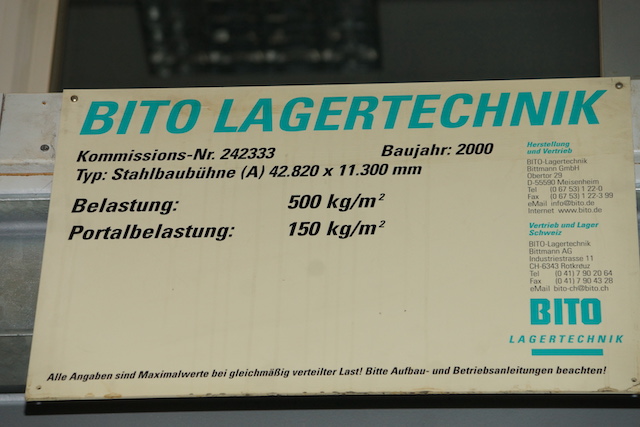 BITO LAGERTECHNIK
Kommissions-Nr. 242333 Baujahr: 2000
Typ: Stahlbaubühne (A) 42.820 x 11.300 mm
Belastung: 500 kg/m²
Portalbelastung: 150 kg/m²
Herstellung
und Vertrieb
BITO-Lagertechnik
Bittmann GmbH
Obertor 29
D-55590 Meisenheim
Tel (0 67 53) 1 22-0
Fax (0 67 53) 1 22-3 99
eMail info@bito.de
Internet www.bito.de
Vertrieb und Lager
Schweiz
BITO-Lagertechnik
Bittmann AG
Industriestrasse 11
CH-6343 Rotkreuz
Tel (0 41) 7 90 20 64
Fax (0 41) 7 90 43 28
eMail bito-ch@bito.ch
BITO
LAGERTECHNIK
Alle Angaben sind Maximalwerte bei gleichmäßig verteilter Last! Bitte Aufbau- und Betriebsanleitungen beachten!